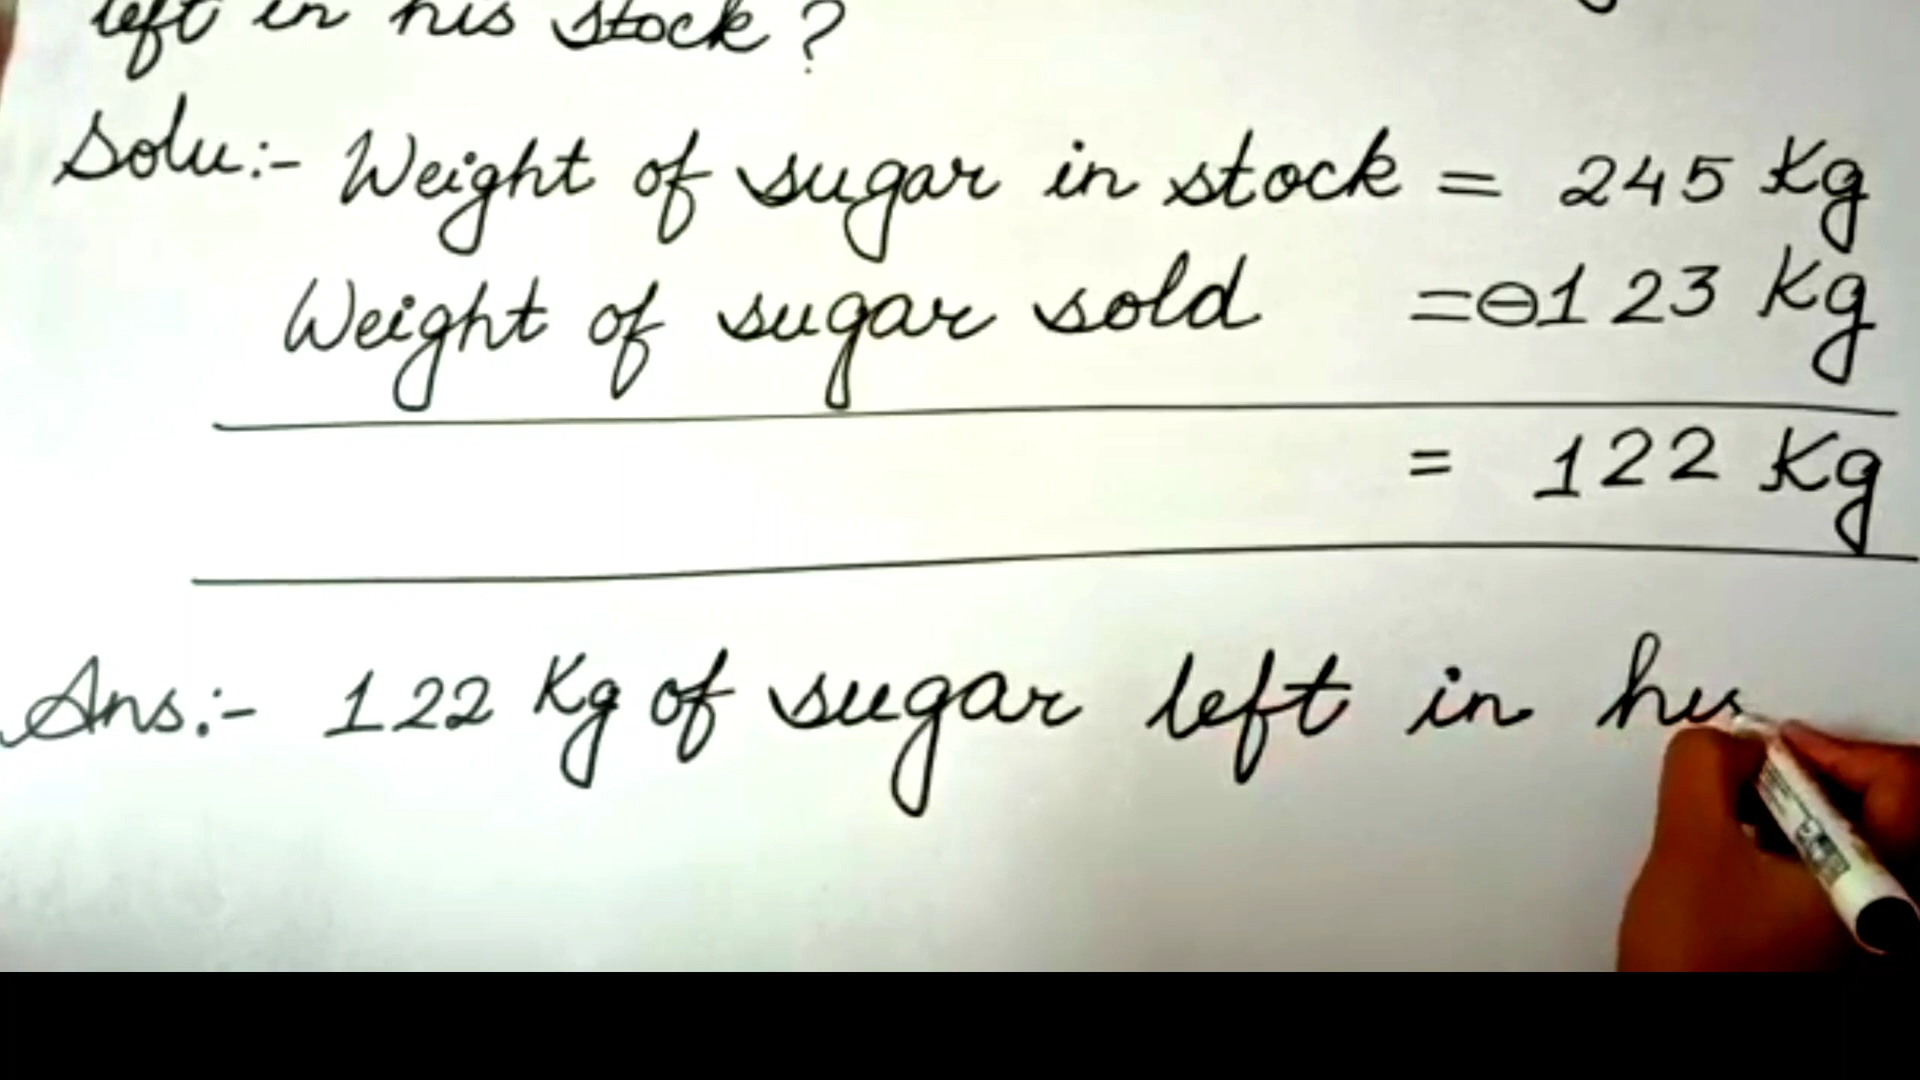 left in his stock?
Solu:- Weight of sugar in stock = 245 Kg
Weight of sugar sold =⊖123 Kg
= 122 Kg
Ans:- 122 Kg of sugar left in his